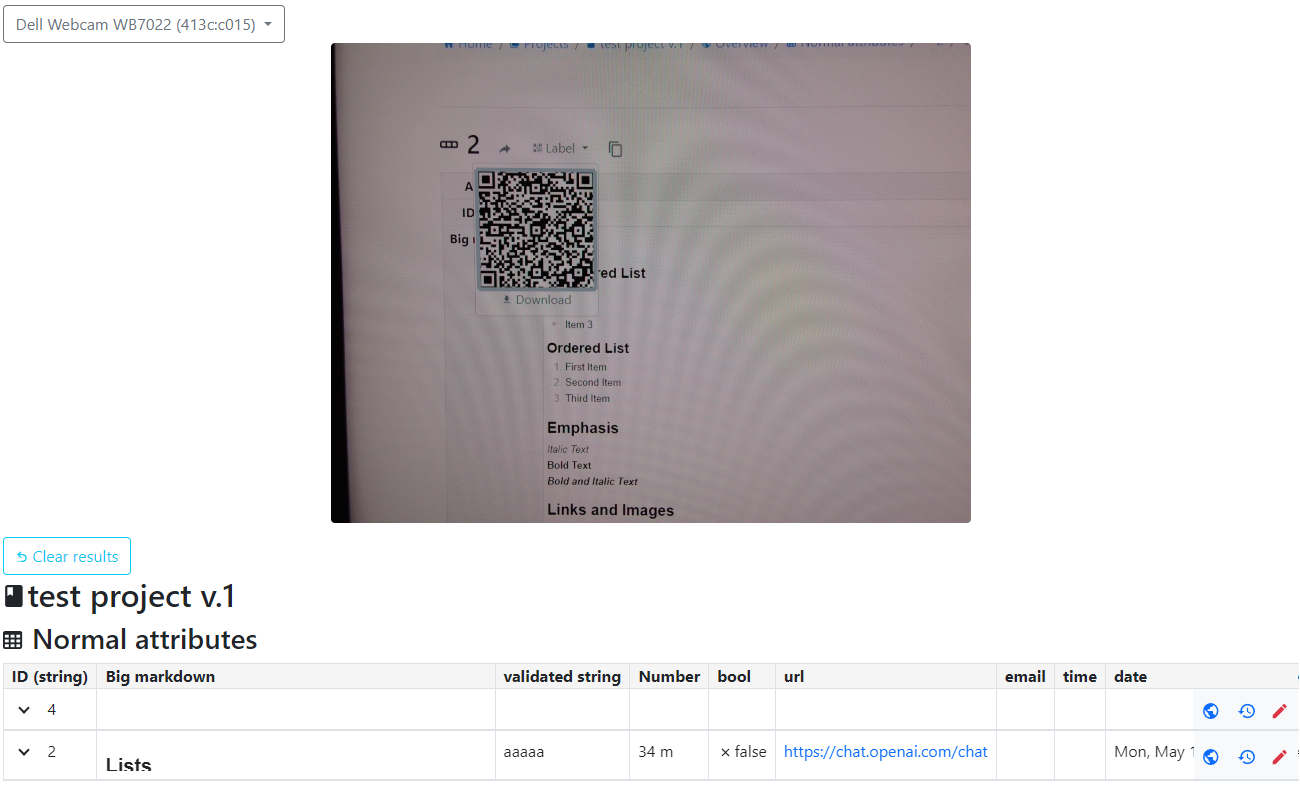 Dell Webcam WB7022 (413c:c015)
Home / Projects / test project v.1 / Overview / Normal attributes /
2 Label
A
ID
Big
red List
Download
Item 3
Ordered List
1. First Item
2. Second Item
3. Third Item
Emphasis
Italic Text
Bold Text
Bold and Italic Text
Links and Images
Clear results
test project v.1
Normal attributes
ID (string) Big markdown validated string Number bool url email time date
4
2 Lists aaaaa 34 m × false https://chat.openai.com/chat Mon, May 1